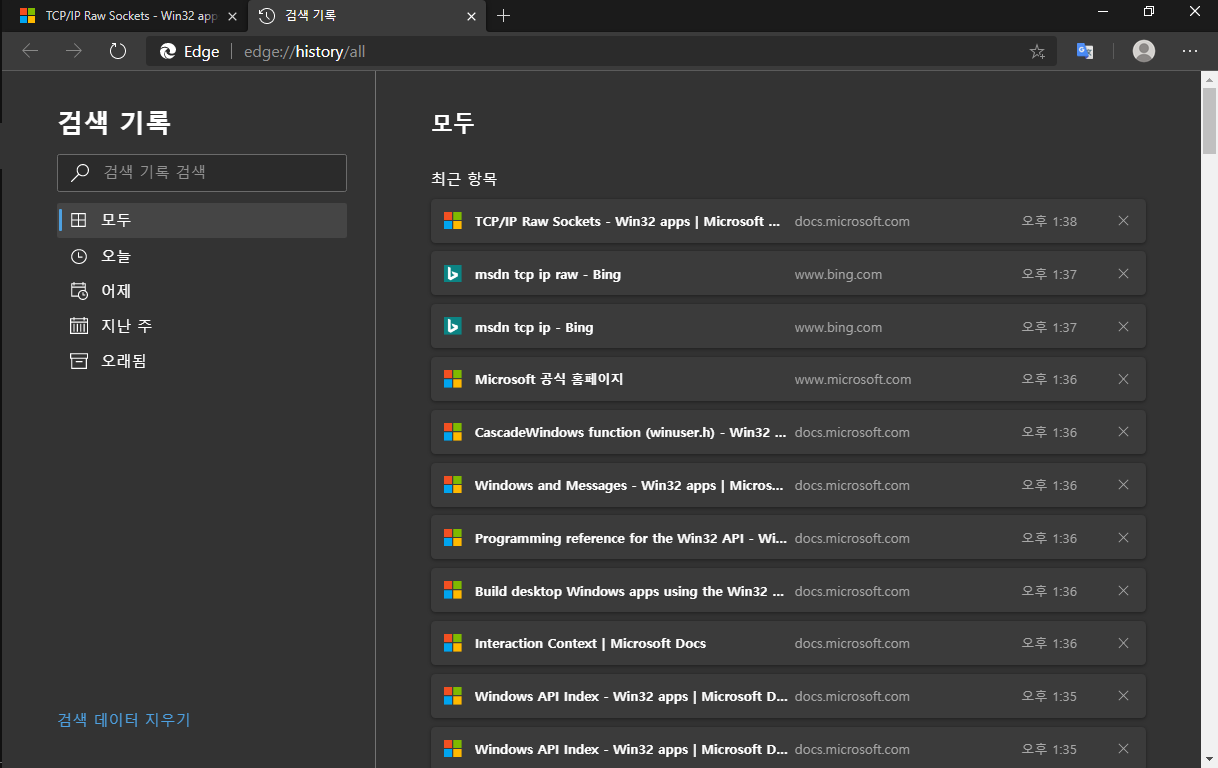 TCP/IP Raw Sockets - Win32 app
검색 기록
Edge
edge://history/all
검색 기록
검색 기록 검색
모두
오늘
어제
지난 주
오래됨
검색 데이터 지우기
모두
최근 항목
TCP/IP Raw Sockets - Win32 apps | Microsoft ... docs.microsoft.com 오후 1:38
msdn tcp ip raw - Bing www.bing.com 오후 1:37
msdn tcp ip - Bing www.bing.com 오후 1:37
Microsoft 공식 홈페이지 www.microsoft.com 오후 1:36
CascadeWindows function (winuser.h) - Win32 ... docs.microsoft.com 오후 1:36
Windows and Messages - Win32 apps | Micros... docs.microsoft.com 오후 1:36
Programming reference for the Win32 API - Wi... docs.microsoft.com 오후 1:36
Build desktop Windows apps using the Win32 ... docs.microsoft.com 오후 1:36
Interaction Context | Microsoft Docs docs.microsoft.com 오후 1:36
Windows API Index - Win32 apps | Microsoft D... docs.microsoft.com 오후 1:35
Windows API Index - Win32 apps | Microsoft D... docs.microsoft.com 오후 1:35